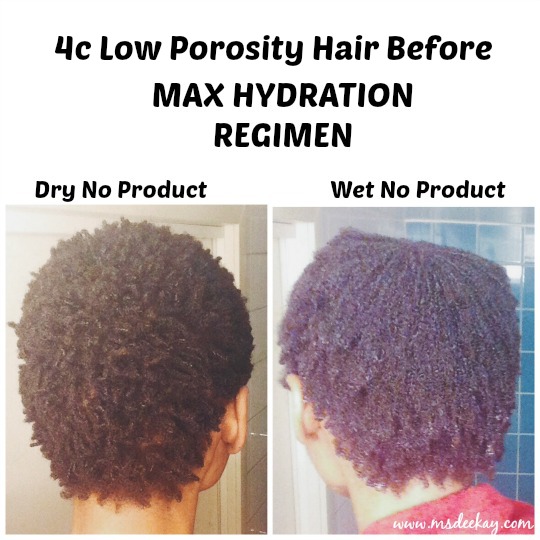 4c Low Porosity Hair Before
MAX HYDRATION
REGIMEN
Dry No Product
Wet No Product
www.msdeekay.com